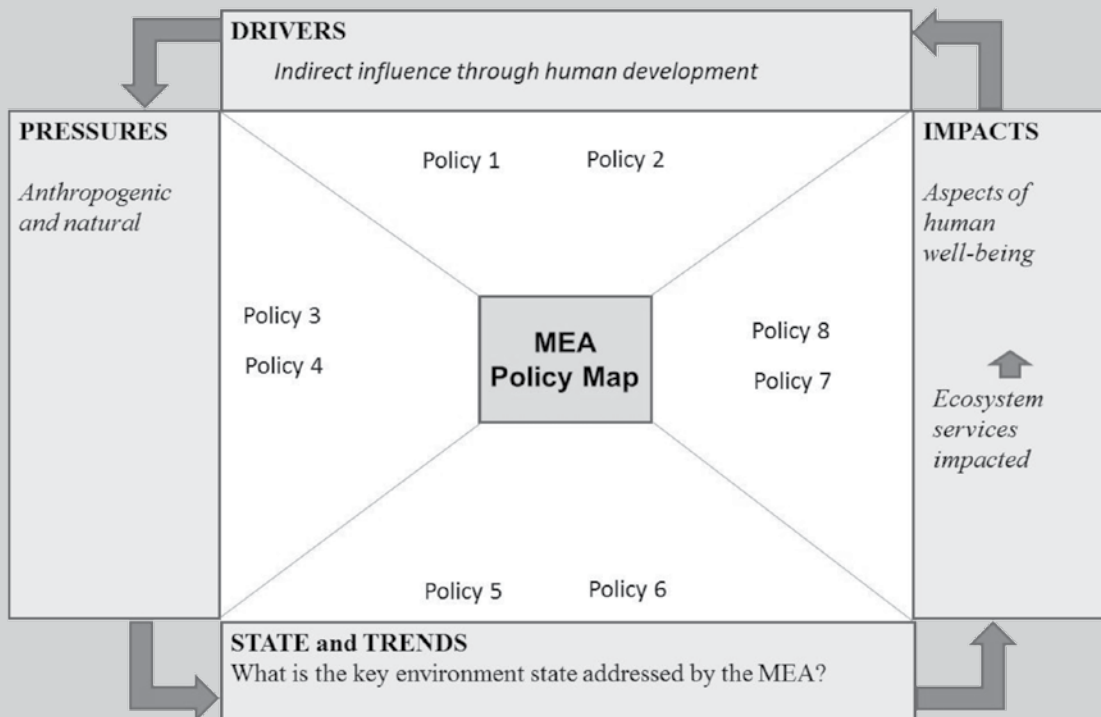 DRIVERS
Indirect influence through human development
PRESSURES
Anthropogenic
and natural
IMPACTS
Aspects of
human
well-being
Ecosystem
services
impacted
Policy 1
Policy 2
Policy 3
Policy 4
MEA
Policy Map
Policy 8
Policy 7
Policy 5
Policy 6
STATE and TRENDS
What is the key environment state addressed by the MEA?